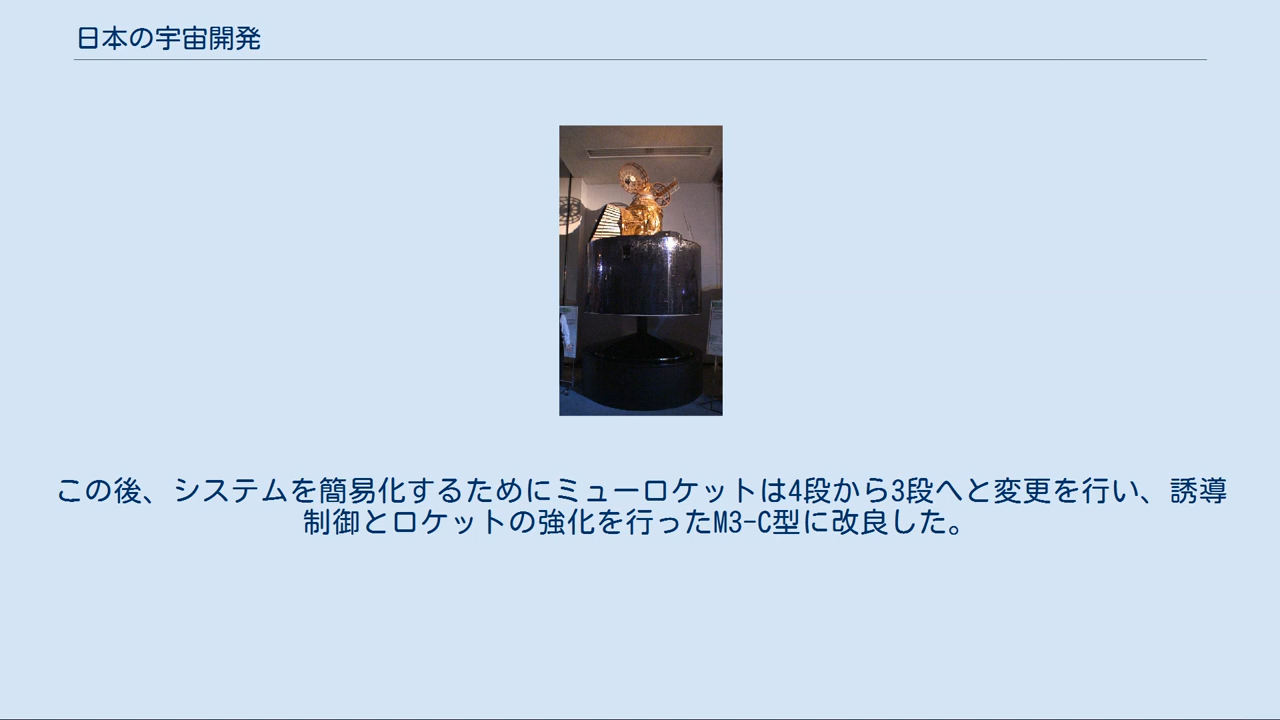 日本の宇宙開発
この後、システムを簡易化するためにミューロケットは4段から3段へと変更を行い、誘導
制御とロケットの強化を行ったM3-C型に改良した。